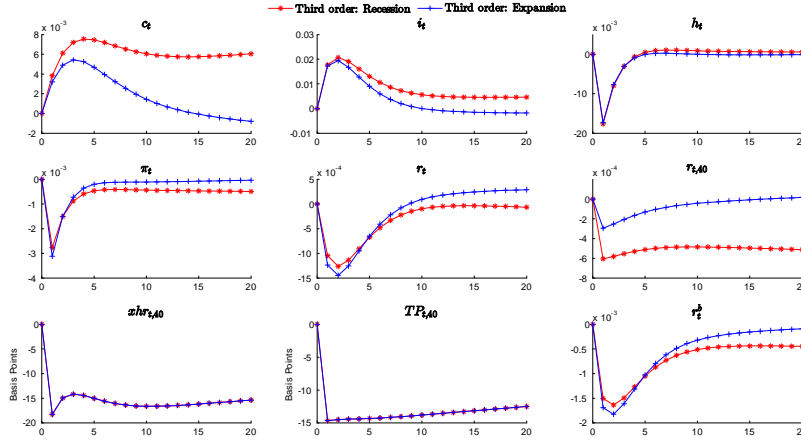 Third order: Recession Third order: Expansion
c_t i_t h_t
x 10^-3 x 10^-3
8 6 4 2 0 -2
0 5 10 15 20
0.03 0.02 0.01 0 -0.01
0 5 10 15 20
0 -10 -20
0 5 10 15 20
π_t r_t r_{t,40}
x 10^-3 x 10^-4 x 10^-4
0 -1 -2 -3 -4
0 5 10 15 20
5 0 -5 -10 -15
0 5 10 15 20
0 -2 -4 -6 -8
0 5 10 15 20
xhr_{t,40} TP_{t,40} r_t^b
x 10^-3
Basis Points
0 -5 -10 -15 -20
0 5 10 15 20
Basis Points
0 -5 -10 -15
0 5 10 15 20
0 -0.5 -1 -1.5 -2
0 5 10 15 20